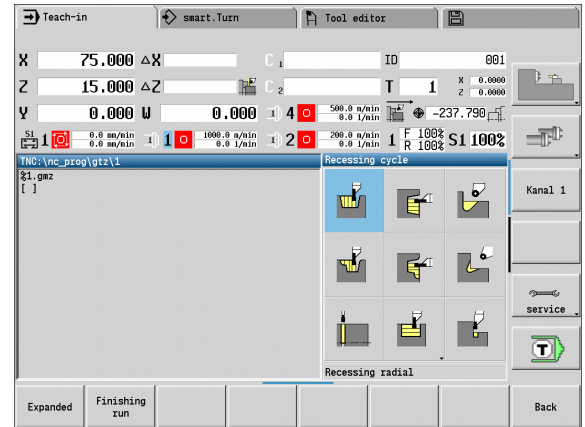 Teach-in
smart.Turn
Tool editor
X 75.000 △X C 1 ID 001
Z 15.000 △Z C 2 T 1 X 0.0000
Z 0.0000
Y 0.000 W 0.000 4 500.0 m/min
0.0 1/min
-237.790
S1 1 0.0 mm/min
0.0 mm/min
1 1000.0 m/min
0.0 1/min
2 200.0 m/min
0.0 1/min
1 F 100%
R 100%
S1 100%
TNC:\nc_prog\gtz\1
%1.gmz
[ ]
Recessing cycle
Recessing radial
Kanal 1
service
T
Expanded
Finishing
run
Back